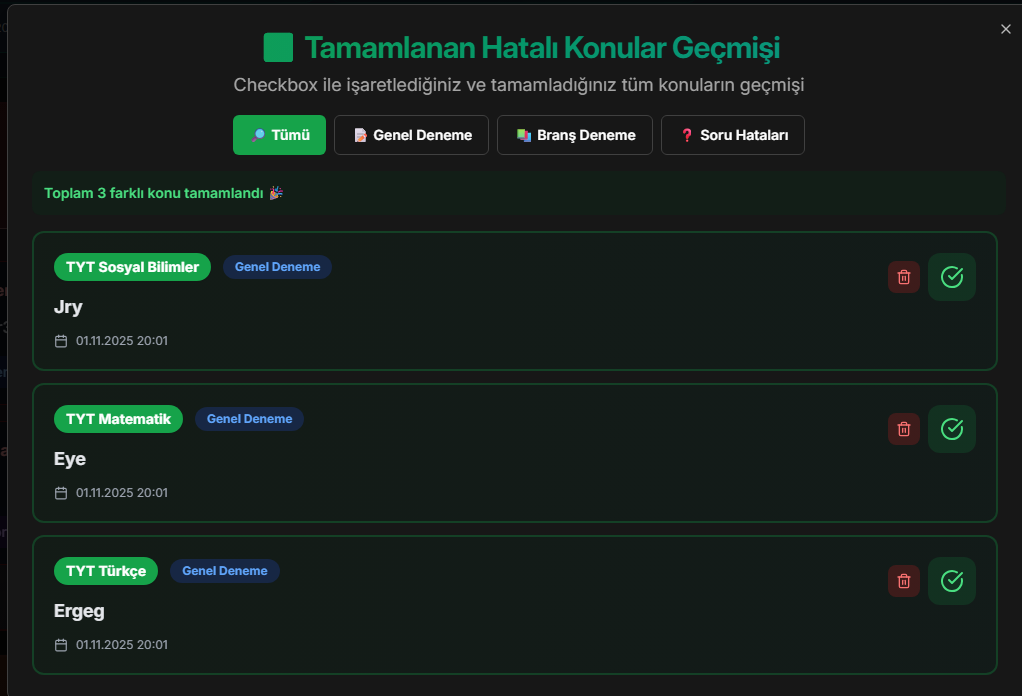 Tamamlanan Hatalı Konular Geçmişi
Checkbox ile işaretlediğiniz ve tamamladığınız tüm konuların geçmişi
Tümü
Genel Deneme
Branş Deneme
Soru Hataları
Toplam 3 farklı konu tamamlandı
TYT Sosyal Bilimler
Genel Deneme
Jry
01.11.2025 20:01
TYT Matematik
Genel Deneme
Eye
01.11.2025 20:01
TYT Türkçe
Genel Deneme
Ergeg
01.11.2025 20:01